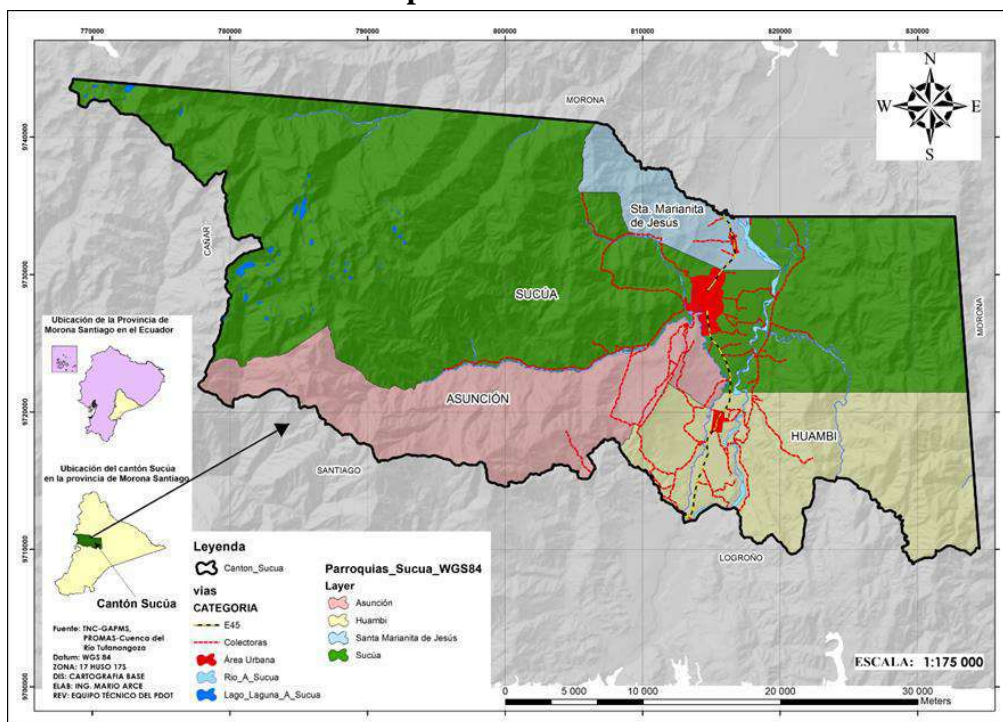 770000
780000
790000
800000
810000
820000
830000
9740000
9730000
9720000
9710000
9700000
N
W
E
S
MORONA
Sta. Marianita
de Jesús
CAÑAR
SUCÚA
MORONA
ASUNCIÓN
HUAMBI
SANTIAGO
LOGROÑO
Ubicación de la Provincia de
Morona Santiago en el Ecuador
Ubicación del cantón Sucúa
en la provincia de Morona Santiago
Cantón Sucúa
Fuente: TNC-GAPMS,
PROMAS-Cuenca del
Río Tufanongoza
Datum: WGS 84
ZONA: 17 HUSO 17S
DIS: CARTOGRAFIA BASE
ELAB: ING. MARIO ARCE
REV: EQUIPO TÉCNICO DEL PDOT
Leyenda
Canton_Sucua
vias
CATEGORIA
E45
Colectoras
Área Urbana
Rio_A_Sucua
Lago_Laguna_A_Sucua
Parroquias_Sucua_WGS84
Layer
Asunción
Huambi
Santa Marianita de Jesús
Sucúa
ESCALA: 1:175 000
0 5 000 10 000 20 000 30 000
Meters